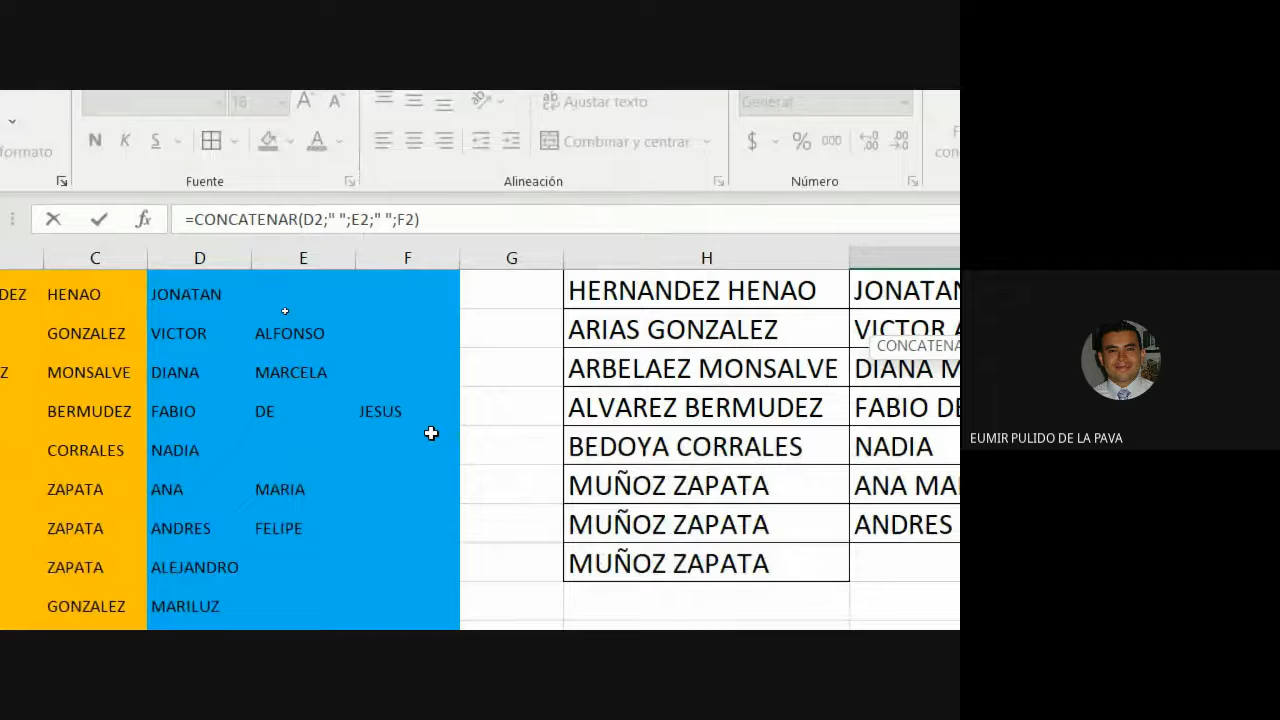 16 A A Ajustar texto General
formato N K S A Combinar y centrar $ % 000
Fuente Alineación Número
=CONCATENAR(D2;" ";E2;" ";F2)
C D E F G H
DEZ HENAO JONATAN HERNANDEZ HENAO JONATAN
GONZALEZ VICTOR ALFONSO ARIAS GONZALEZ VICTOR A
CONCATENA
Z MONSALVE DIANA MARCELA ARBELAEZ MONSALVE DIANA M
BERMUDEZ FABIO DE JESUS ALVAREZ BERMUDEZ FABIO DE
EUMIR PULIDO DE LA PAVA
CORRALES NADIA BEDOYA CORRALES NADIA
ZAPATA ANA MARIA MUÑOZ ZAPATA ANA MA
ZAPATA ANDRES FELIPE MUÑOZ ZAPATA ANDRES
ZAPATA ALEJANDRO MUÑOZ ZAPATA
GONZALEZ MARILUZ